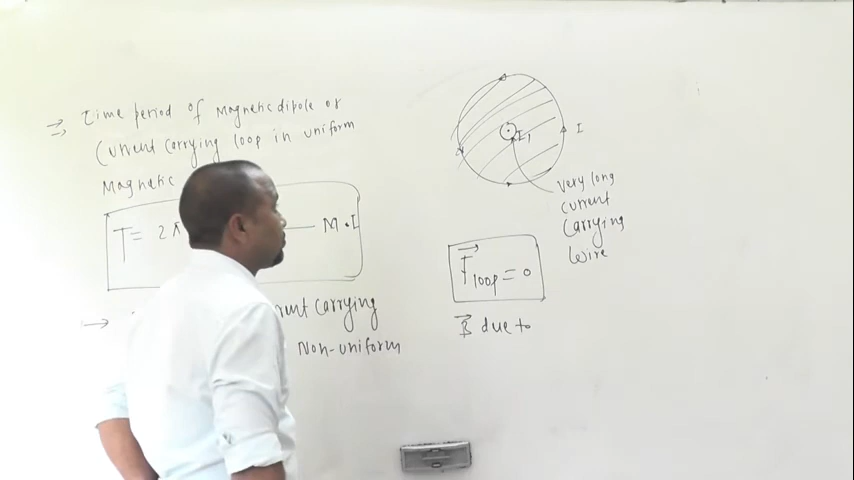 ⇒ Time period of Magnetic dipole or
Current carrying loop in uniform
Magnetic
T = 2π — M.I
→ rrent carrying
Non-uniform
I
I₁
very long
current
carrying
wire
F⃗ loop = 0
B⃗ due to